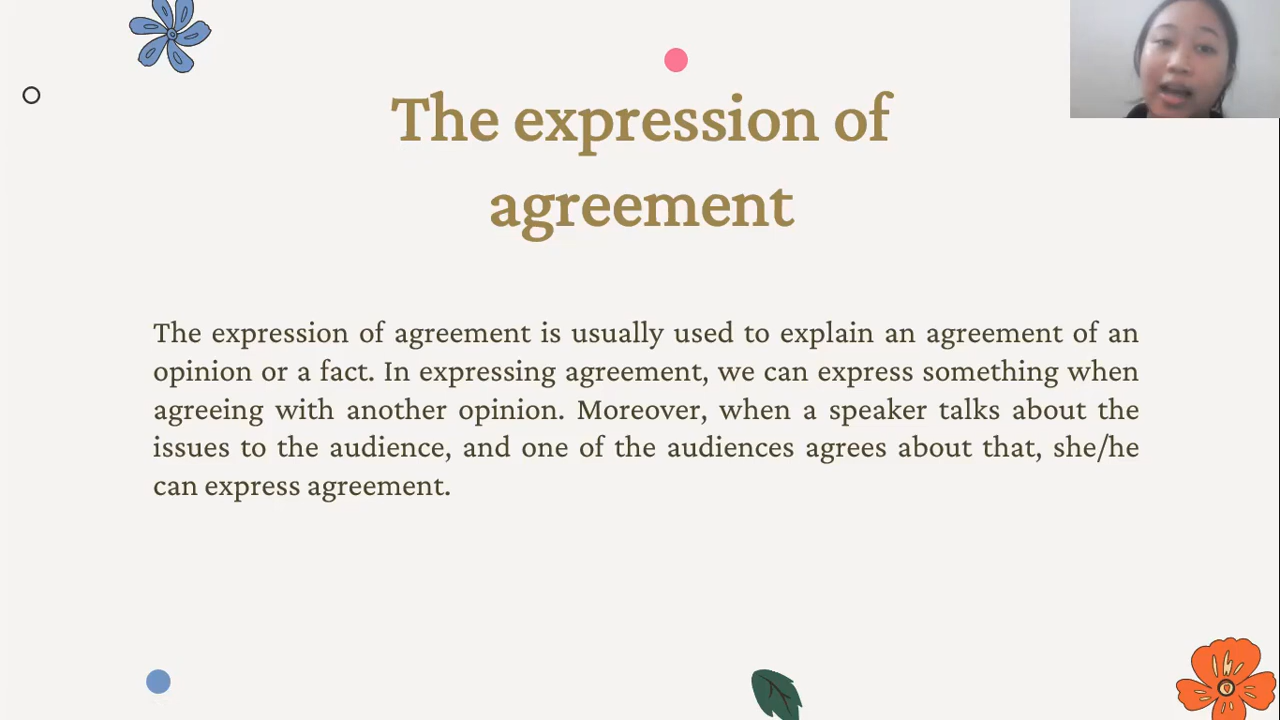 The expression of
agreement
The expression of agreement is usually used to explain an agreement of an
opinion or a fact. In expressing agreement, we can express something when
agreeing with another opinion. Moreover, when a speaker talks about the
issues to the audience, and one of the audiences agrees about that, she/he
can express agreement.